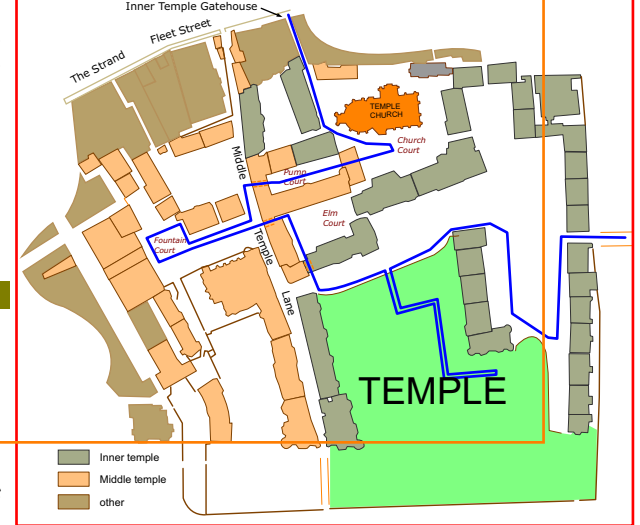 Inner Temple Gatehouse
Fleet Street
The Strand
TEMPLE
CHURCH
Church
Court
Middle
Pump
Court
Elm
Court
Fountain
Court
Temple
Lane
TEMPLE
Inner temple
Middle temple
other